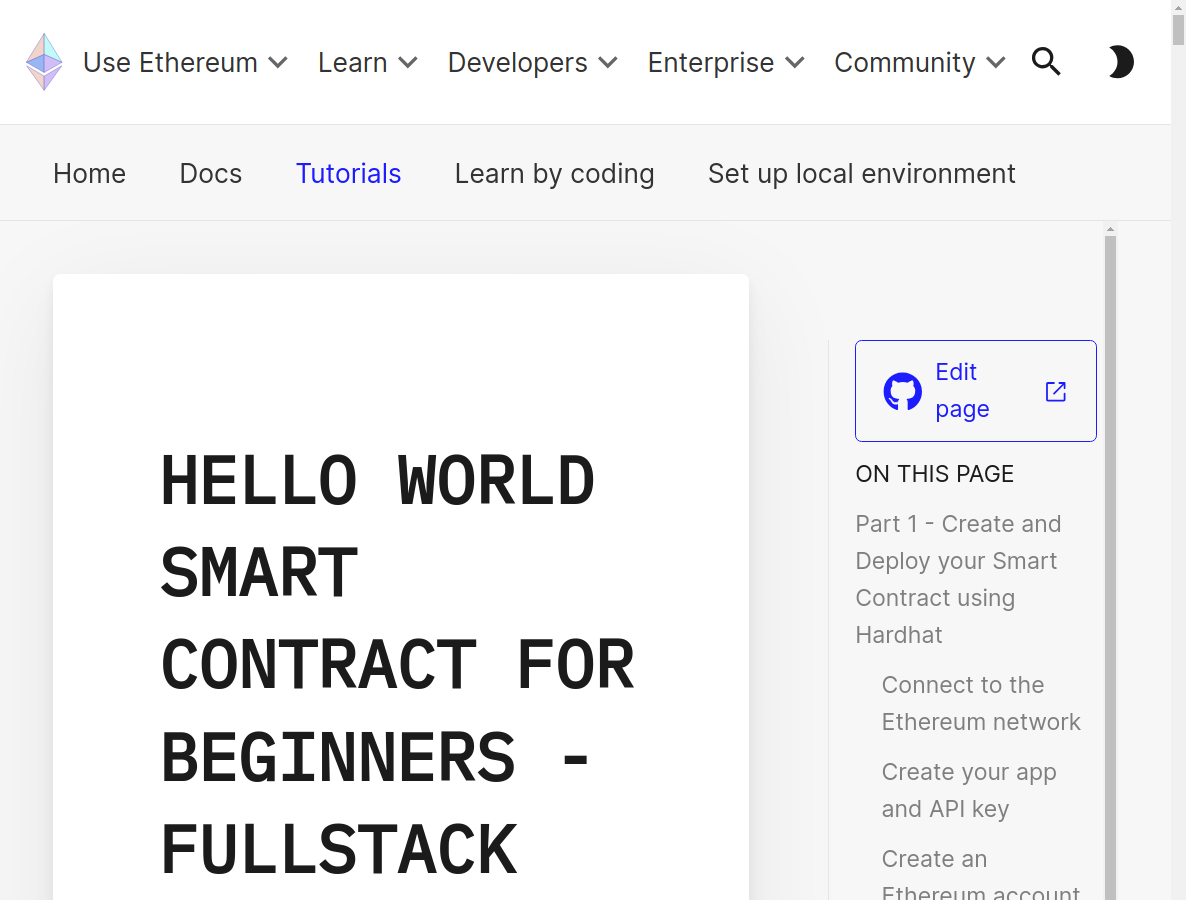 Use Ethereum Learn Developers Enterprise Community
Home Docs Tutorials Learn by coding Set up local environment
HELLO WORLD
SMART
CONTRACT FOR
BEGINNERS -
FULLSTACK
Edit
page
ON THIS PAGE
Part 1 - Create and
Deploy your Smart
Contract using
Hardhat
Connect to the
Ethereum network
Create your app
and API key
Create an
Ethereum account